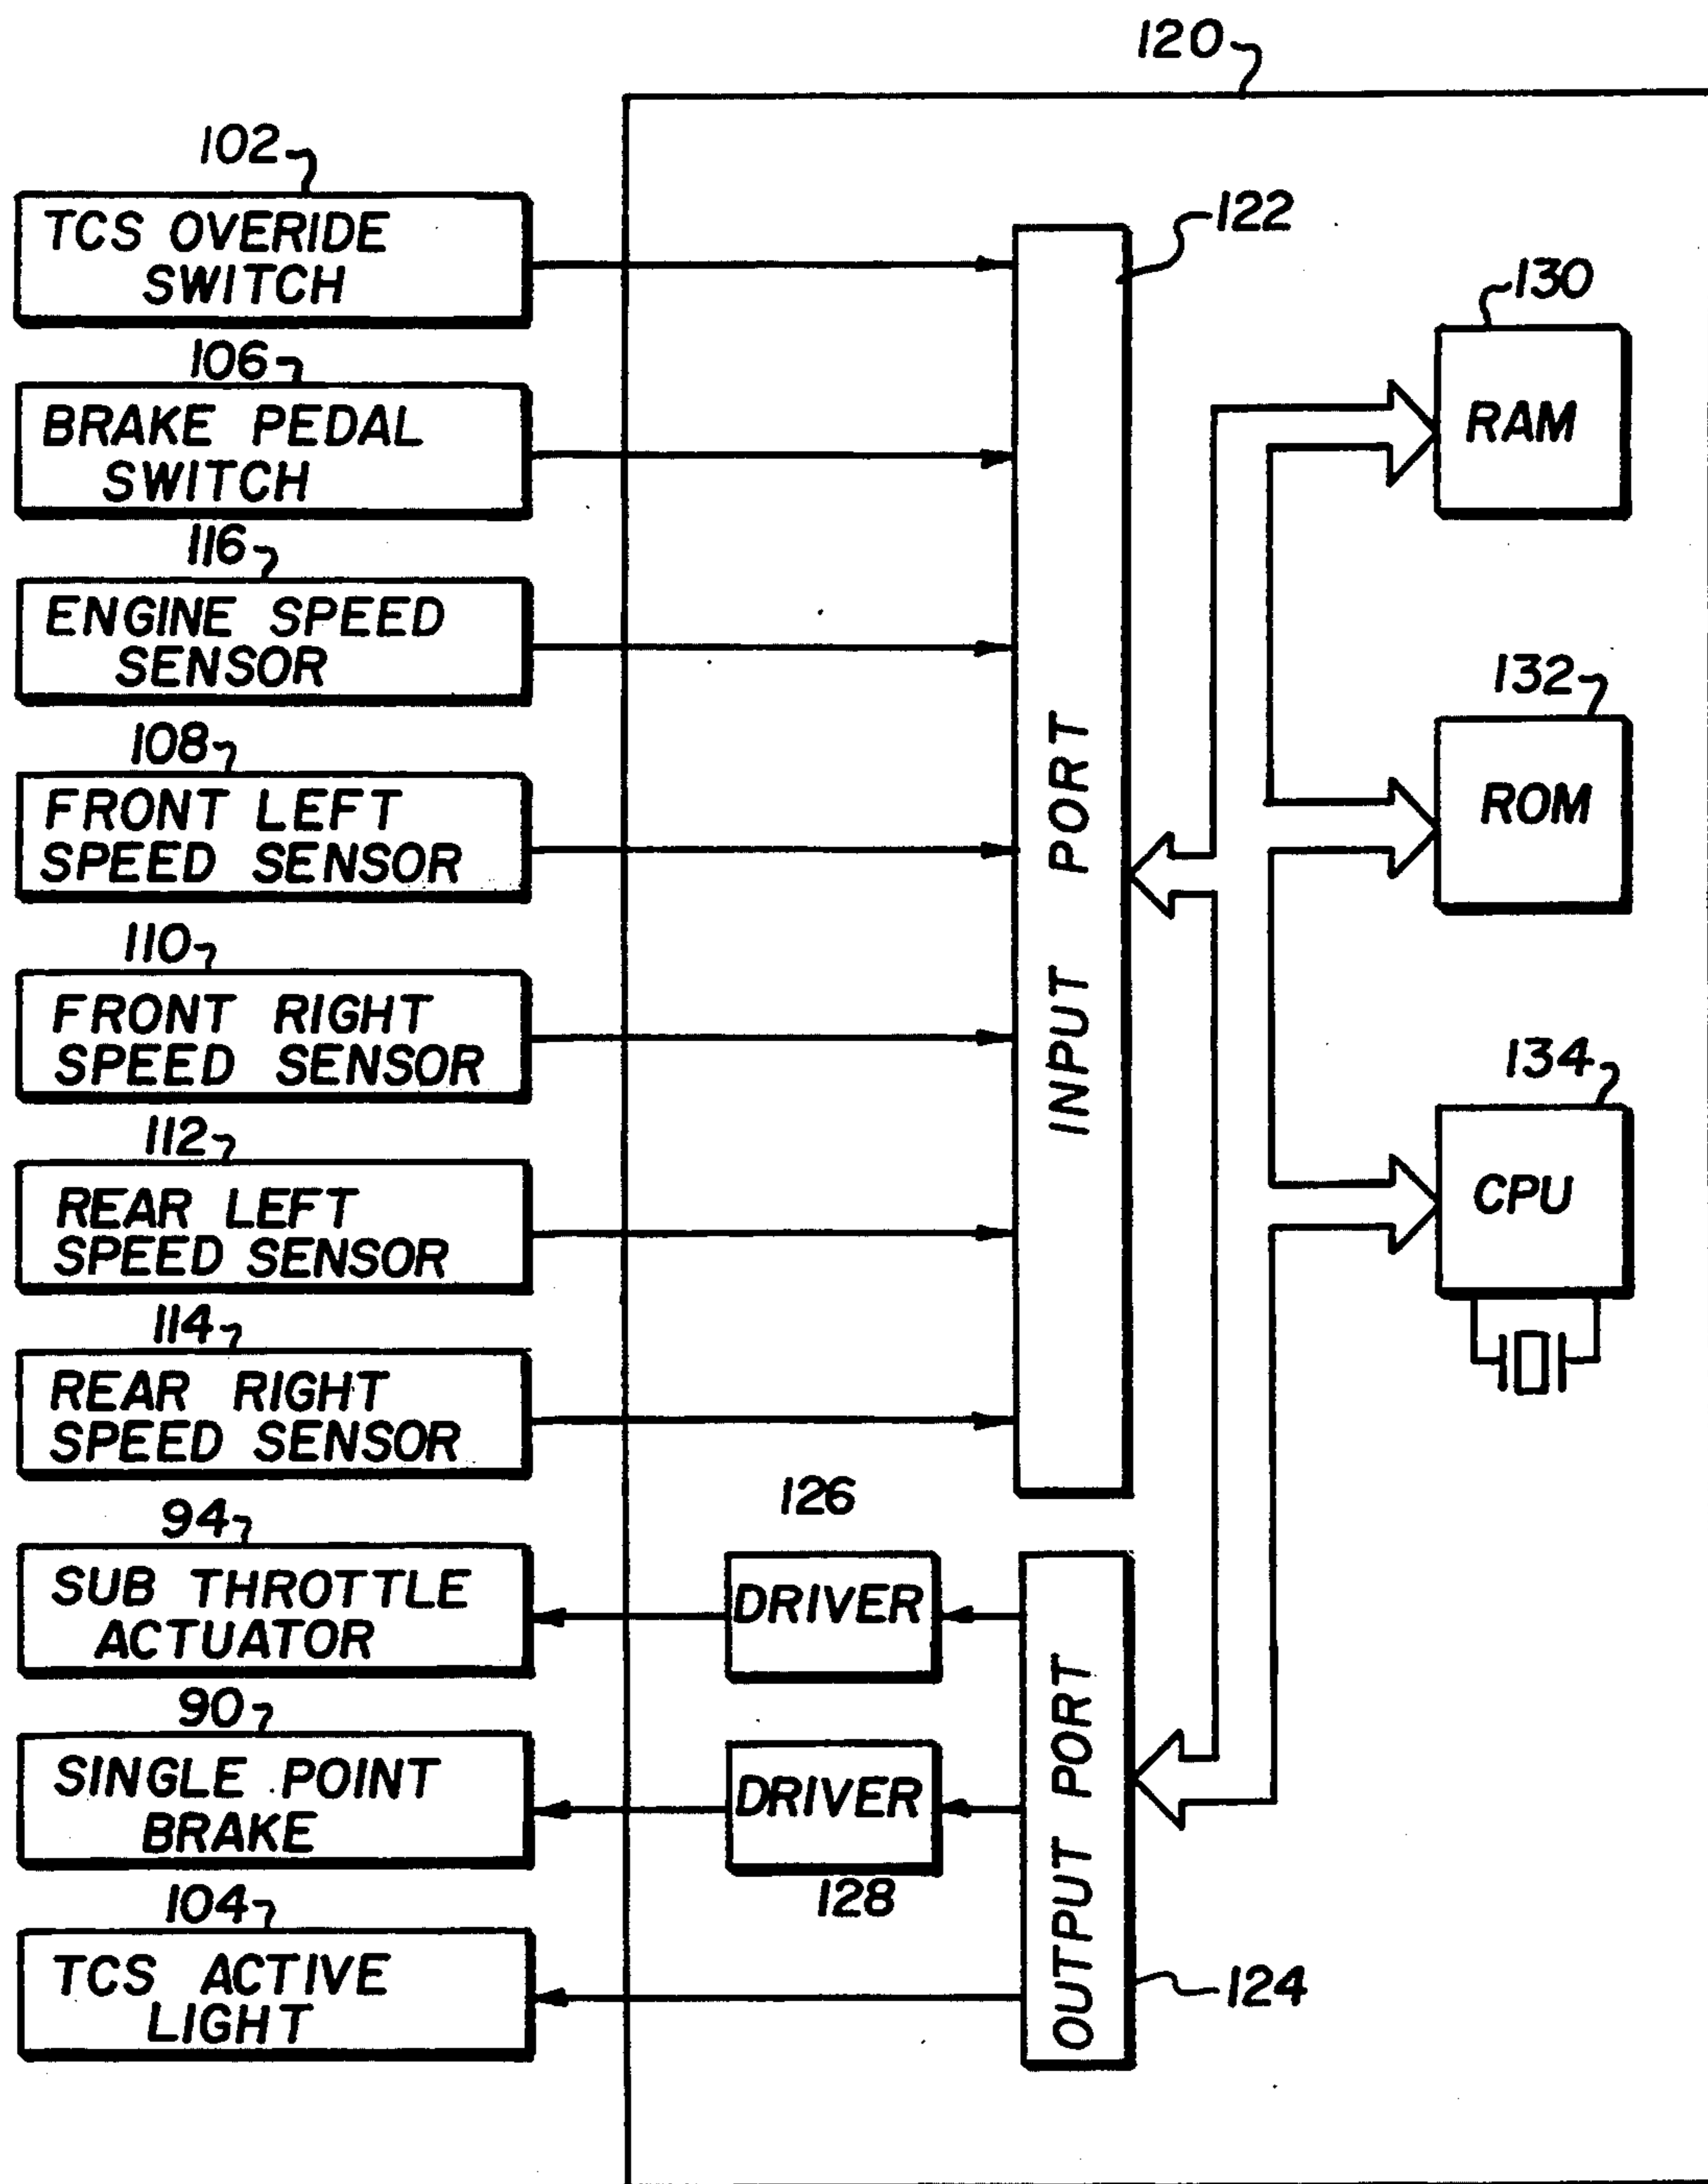 120
102
TCS OVERIDE
SWITCH
122
130
RAM
106
BRAKE PEDAL
SWITCH
116
ENGINE SPEED
SENSOR
132
ROM
108
FRONT LEFT
SPEED SENSOR
INPUT PORT
110
FRONT RIGHT
SPEED SENSOR
134
CPU
112
REAR LEFT
SPEED SENSOR
114
REAR RIGHT
SPEED SENSOR
94
SUB THROTTLE
ACTUATOR
126
DRIVER
90
SINGLE POINT
BRAKE
DRIVER
128
OUTPUT PORT
124
104
TCS ACTIVE
LIGHT